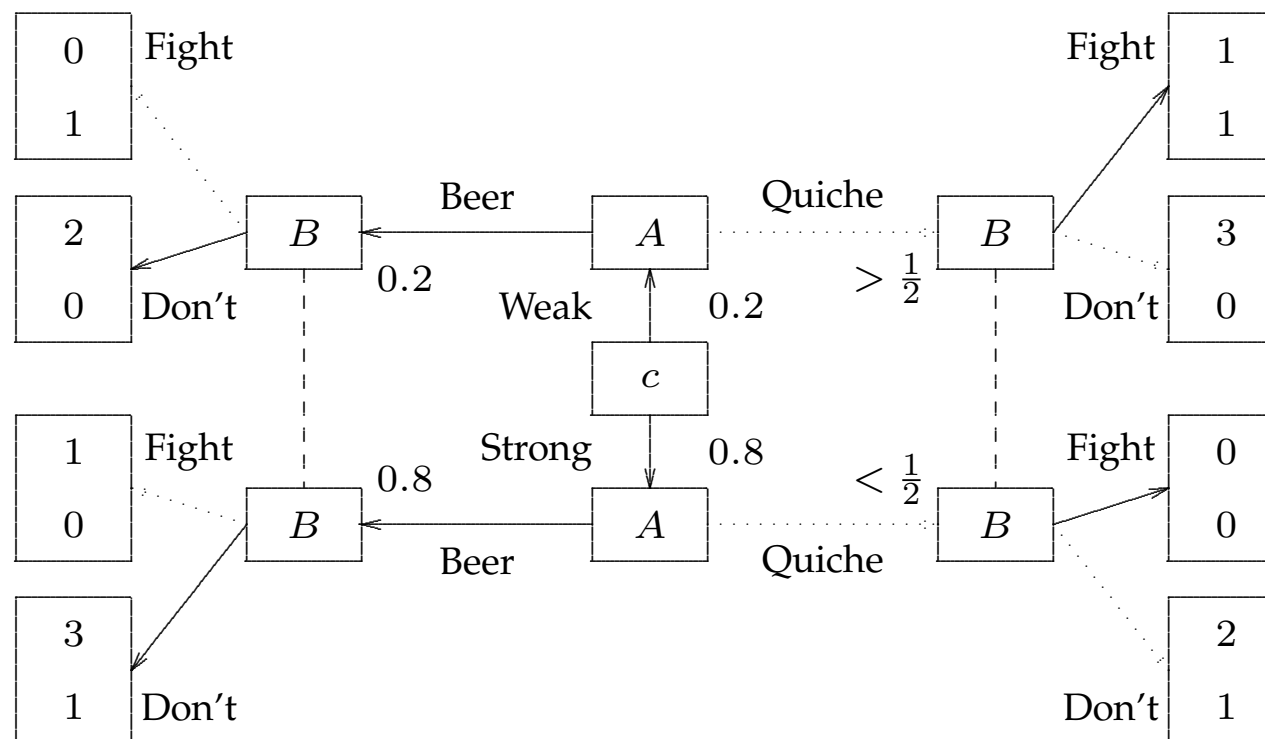 0 Fight Fight 1
1 1
Beer Quiche
2 B A B 3
0.2 Weak 0.2 > 1/2
0 Don't Don't 0
c
1 Fight Strong 0.8 < 1/2 Fight 0
0.8
0 B A B 0
Beer Quiche
3 2
1 Don't Don't 1